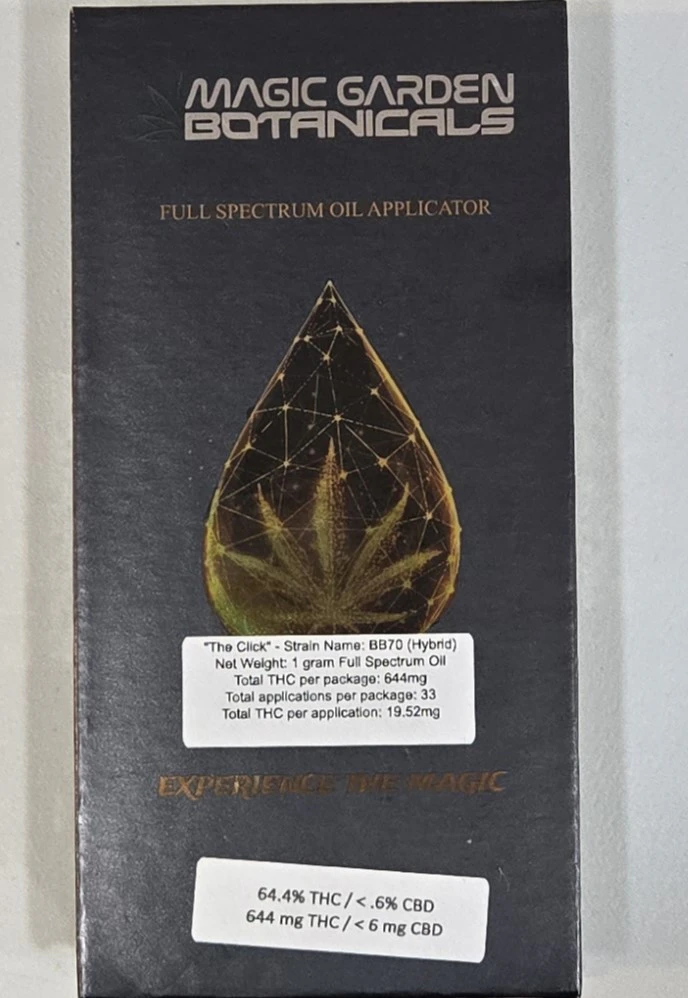 MAGIC GARDEN
BOTANICALS
FULL SPECTRUM OIL APPLICATOR
"The Click" - Strain Name: BB70 (Hybrid)
Net Weight: 1 gram Full Spectrum Oil
Total THC per package: 644mg
Total applications per package: 33
Total THC per application: 19.52mg
EXPERIENCE THE MAGIC
64.4% THC / < .6% CBD
644 mg THC / < 6 mg CBD